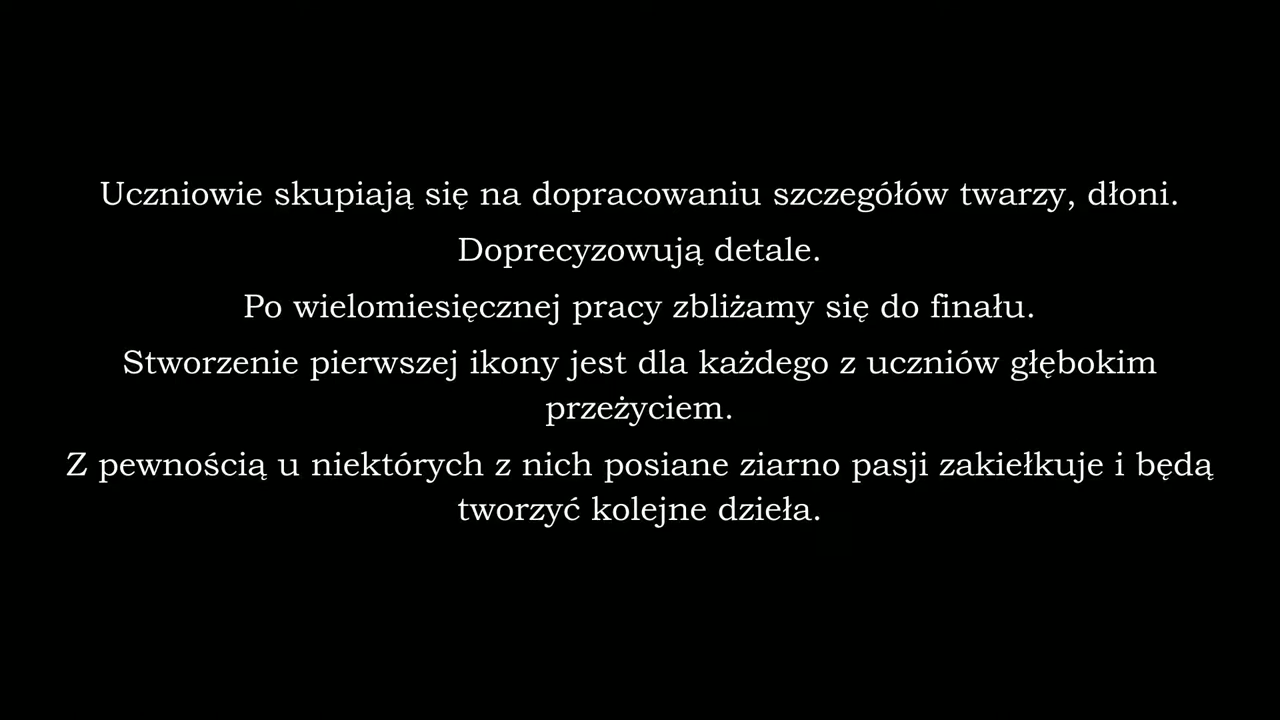 Uczniowie skupiają się na dopracowaniu szczegółów twarzy, dłoni.
Doprecyzowują detale.
Po wielomiesięcznej pracy zbliżamy się do finału.
Stworzenie pierwszej ikony jest dla każdego z uczniów głębokim
przeżyciem.
Z pewnością u niektórych z nich posiane ziarno pasji zakiełkuje i będą
tworzyć kolejne dzieła.